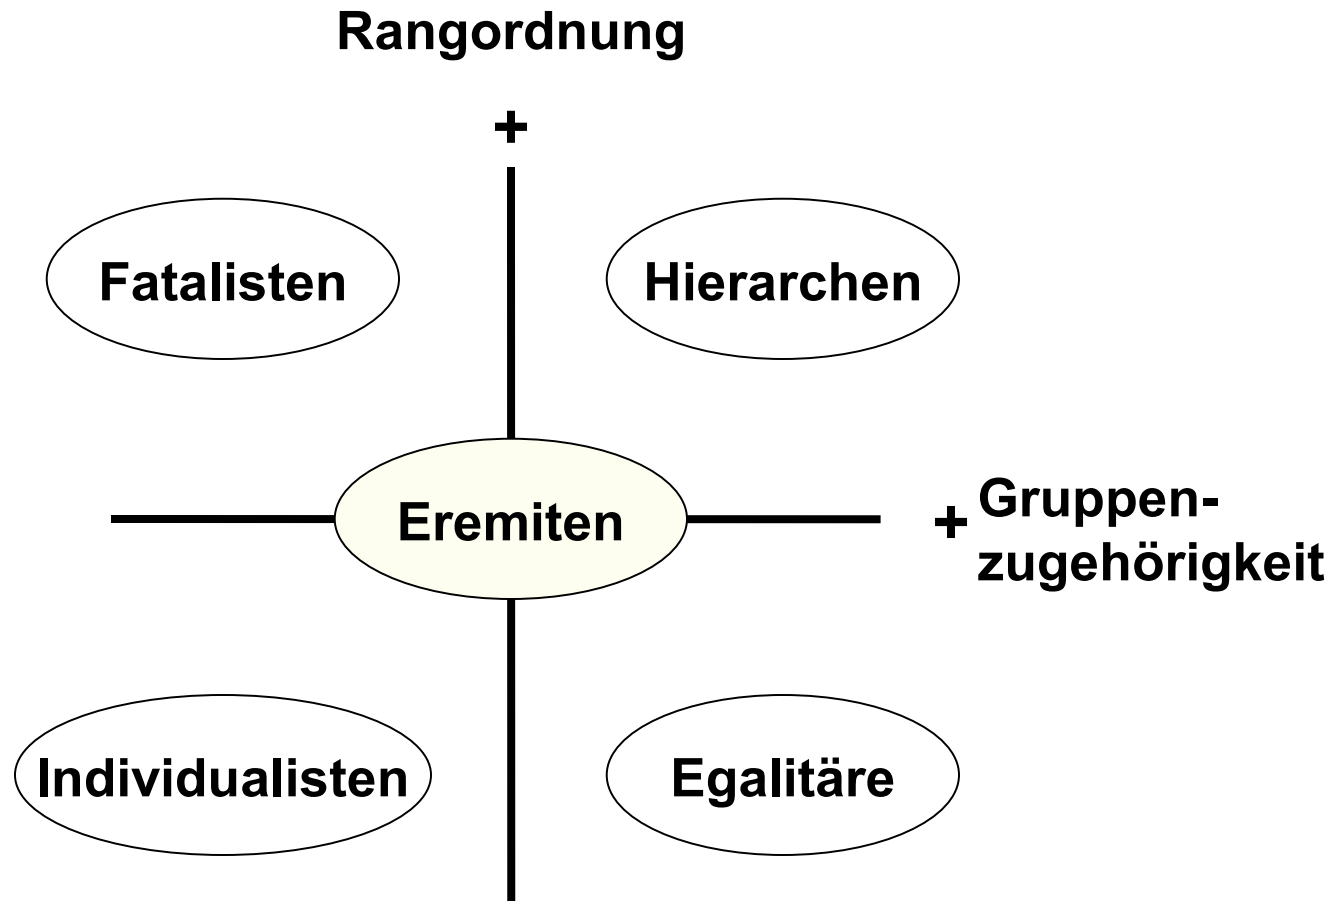 Rangordnung
+
Fatalisten
Hierarchen
Eremiten
+
Gruppen-
zugehörigkeit
Individualisten
Egalitäre